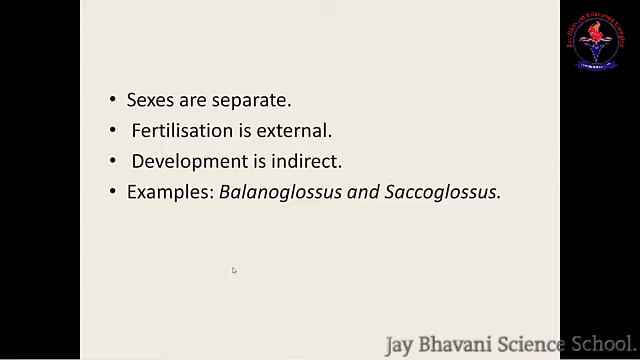 • Sexes are separate.
• Fertilisation is external.
• Development is indirect.
• Examples: Balanoglossus and Saccoglossus.
Jay Bhavani Science School.